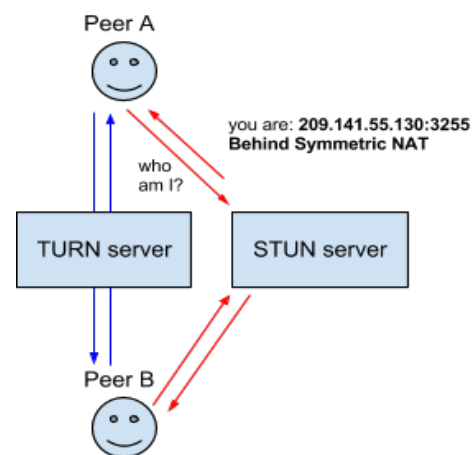 Peer A
you are: 209.141.55.130:3255
Behind Symmetric NAT
who
am I?
TURN server
STUN server
Peer B